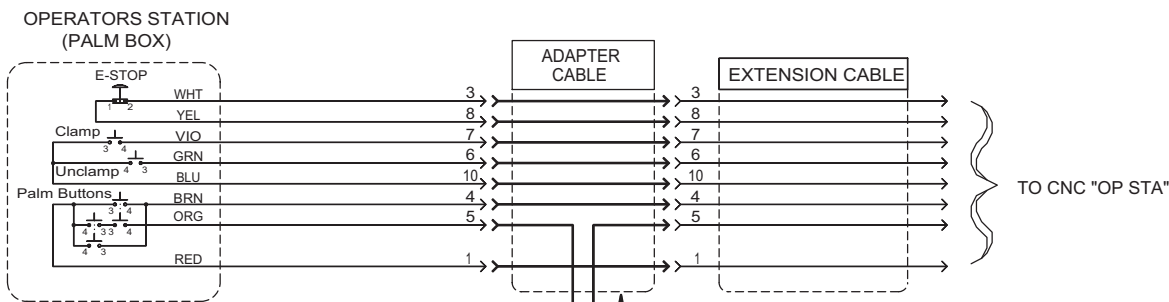 OPERATORS STATION
(PALM BOX)
ADAPTER
CABLE
EXTENSION CABLE
E-STOP
1 2
WHT 3 3
YEL 8 8
Clamp
3 4
VIO 7 7
Unclamp
4 3
GRN 6 6
BLU 10 10
Palm Buttons
3 4
BRN 4 4
4 3 3 4
ORG 5 5
4 3
RED 1 1
TO CNC "OP STA"